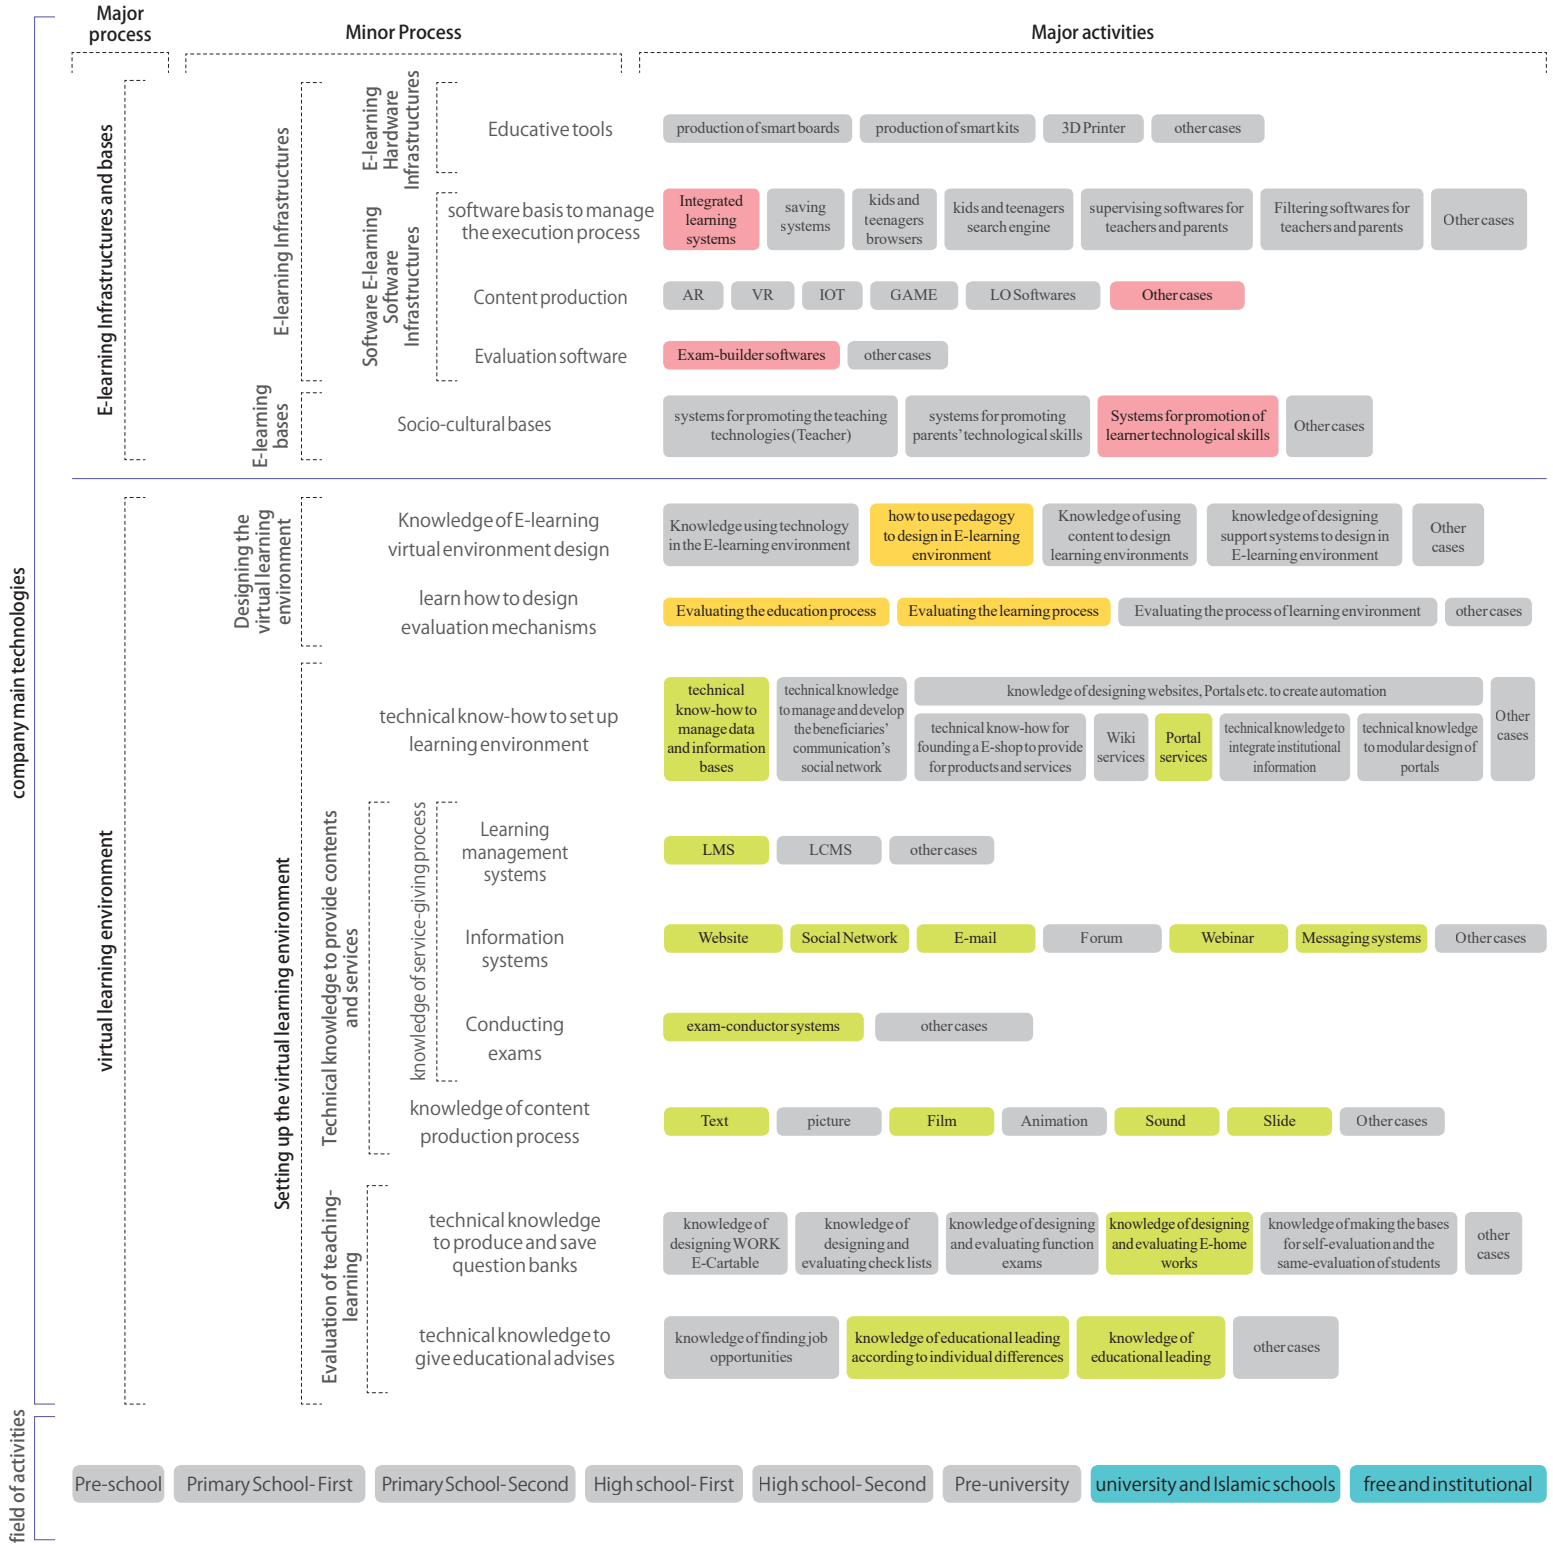 Major
process
Minor Process
Major activities
company main technologies
E-learning Infrastructures and bases
E-learning Infrastructures
E-learning
Hardware
Infrastructures
Educative tools
production of smart boards
production of smart kits
3D Printer
other cases
Software E-learning
Software
Infrastructures
software basis to manage
the execution process
Integrated
learning
systems
saving
systems
kids and
teenagers
browsers
kids and teenagers
search engine
supervising softwares for
teachers and parents
Filtering softwares for
teachers and parents
Other cases
Content production
AR
VR
IOT
GAME
LO Softwares
Other cases
Evaluation software
Exam-builder softwares
other cases
E-learning
bases
Socio-cultural bases
systems for promoting the teaching
technologies (Teacher)
systems for promoting
parents' technological skills
Systems for promotion of
learner technological skills
Other cases
virtual learning environment
Designing the
virtual learning
environment
Knowledge of E-learning
virtual environment design
Knowledge using technology
in the E-learning environment
how to use pedagogy
to design in E-learning
environment
Knowledge of using
content to design
learning environments
knowledge of designing
support systems to design in
E-learning environment
Other
cases
learn how to design
evaluation mechanisms
Evaluating the education process
Evaluating the learning process
Evaluating the process of learning environment
other cases
Setting up the virtual learning environment
technical know-how to set up
learning environment
technical
know-how to
manage data
and information
bases
technical knowledge
to manage and develop
the beneficiaries'
communication's
social network
knowledge of designing websites, Portals etc. to create automation
technical know-how for
founding a E-shop to provide
for products and services
Wiki
services
Portal
services
technical knowledge to
integrate institutional
information
technical knowledge
to modular design of
portals
Other
cases
Technical knowledge to provide contents
and services
knowledge of service-giving process
Learning
management
systems
LMS
LCMS
other cases
Information
systems
Website
Social Network
E-mail
Forum
Webinar
Messaging systems
Other cases
Conducting
exams
exam-conductor systems
other cases
knowledge of content
production process
Text
picture
Film
Animation
Sound
Slide
Other cases
Evaluation of teaching-
learning
technical knowledge
to produce and save
question banks
knowledge of
designing WORK
E-Cartable
knowledge of
designing and
evaluating check lists
knowledge of designing
and evaluating function
exams
knowledge of designing
and evaluating E-home
works
knowledge of making the bases
for self-evaluation and the
same-evaluation of students
other
cases
technical knowledge to
give educational advises
knowledge of finding job
opportunities
knowledge of educational leading
according to individual differences
knowledge of
educational leading
other cases
field of activities
Pre-school
Primary School- First
Primary School- Second
High school- First
High school- Second
Pre-university
university and Islamic schools
free and institutional